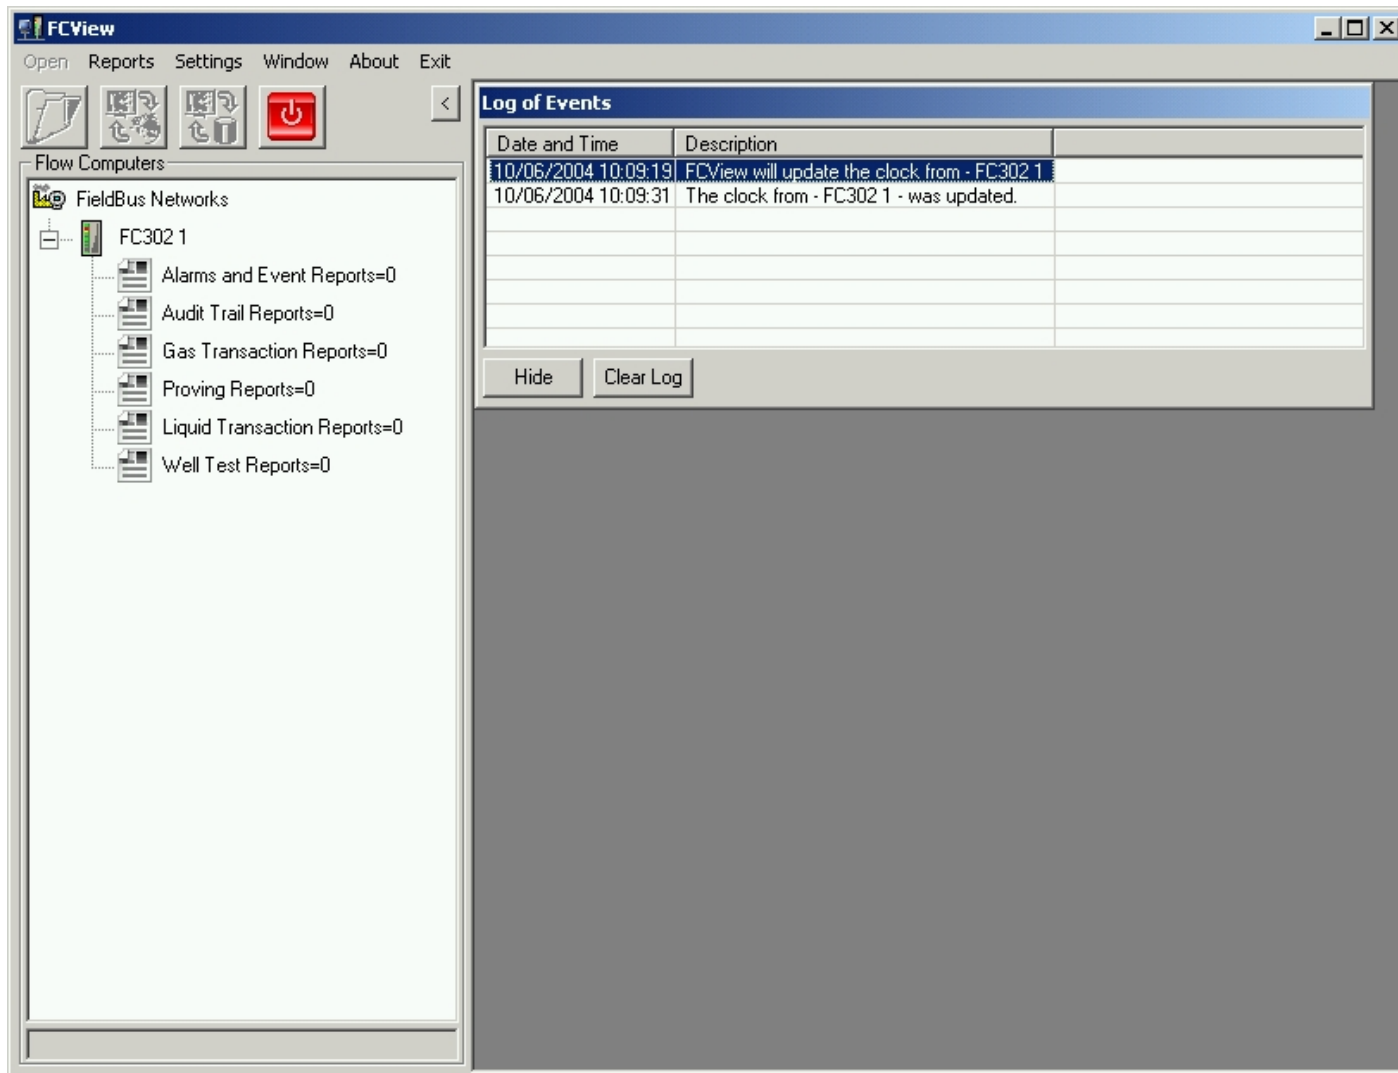 FCView
Open Reports Settings Window About Exit
<
Flow Computers
FieldBus Networks
FC302 1
Alarms and Event Reports=0
Audit Trail Reports=0
Gas Transaction Reports=0
Proving Reports=0
Liquid Transaction Reports=0
Well Test Reports=0
Log of Events
Date and Time Description
10/06/2004 10:09:19 FCView will update the clock from - FC302 1
10/06/2004 10:09:31 The clock from - FC302 1 - was updated.
Hide Clear Log